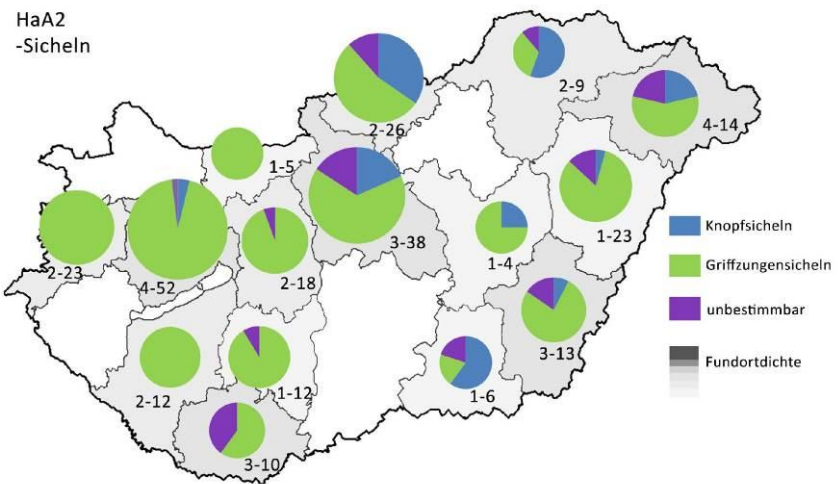 HaA2
-Sicheln
2-9
2-26
4-14
1-5
1-23
3-38
1-4
2-23
4-52
2-18
3-13
2-12
1-12
1-6
3-10
Knopfsicheln
Griffzungensicheln
unbestimmbar
Fundortdichte